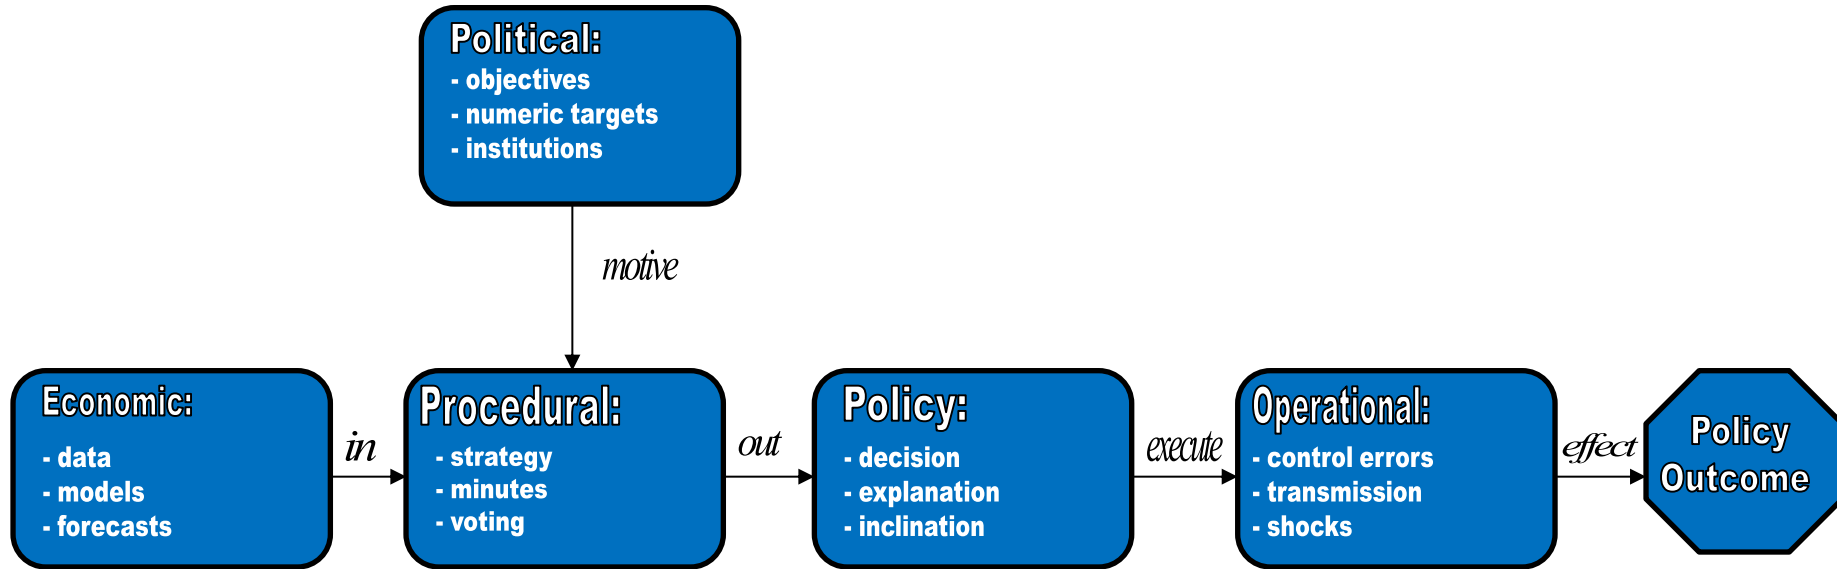 Political:
- objectives
- numeric targets
- institutions
motive
Economic:
- data
- models
- forecasts
in
Procedural:
- strategy
- minutes
- voting
out
Policy:
- decision
- explanation
- inclination
execute
Operational:
- control errors
- transmission
- shocks
effect
Policy
Outcome